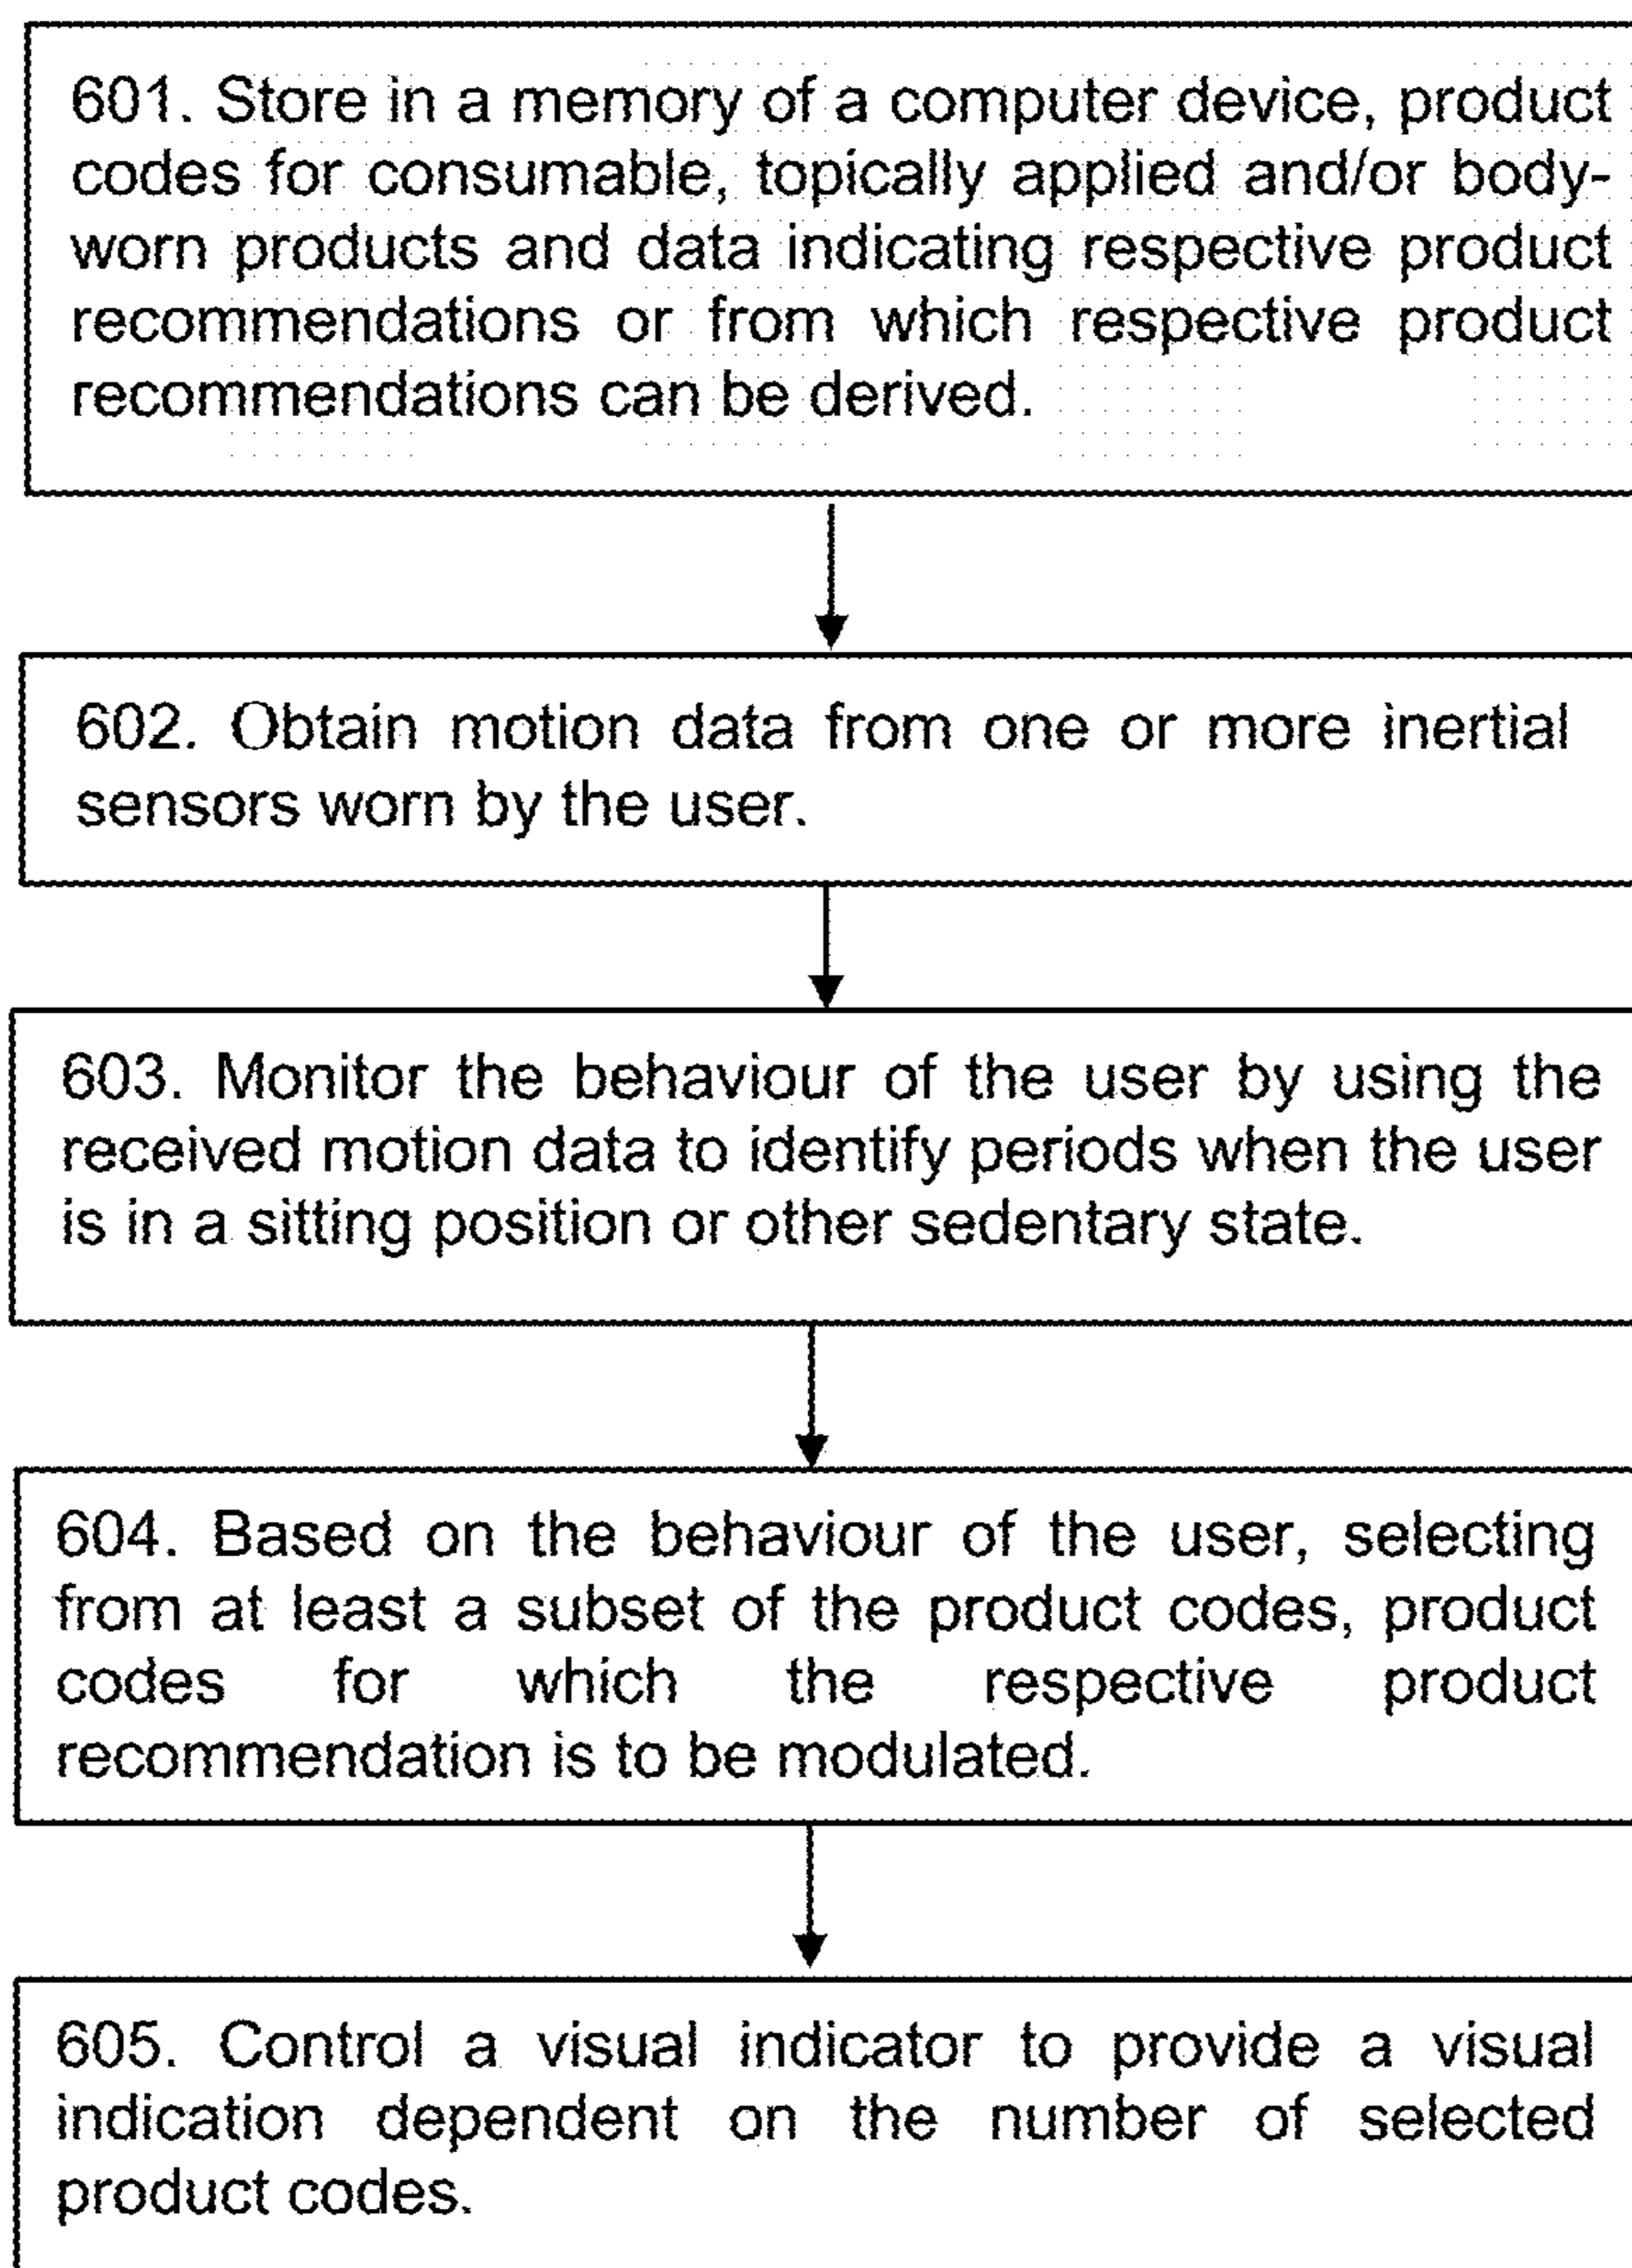 601. Store in a memory of a computer device, product
codes for consumable, topically applied and/or body-
worn products and data indicating respective product
recommendations or from which respective product
recommendations can be derived.
602. Obtain motion data from one or more inertial
sensors worn by the user.
603. Monitor the behaviour of the user by using the
received motion data to identify periods when the user
is in a sitting position or other sedentary state.
604. Based on the behaviour of the user, selecting
from at least a subset of the product codes, product
codes for which the respective product
recommendation is to be modulated.
605. Control a visual indicator to provide a visual
indication dependent on the number of selected
product codes.